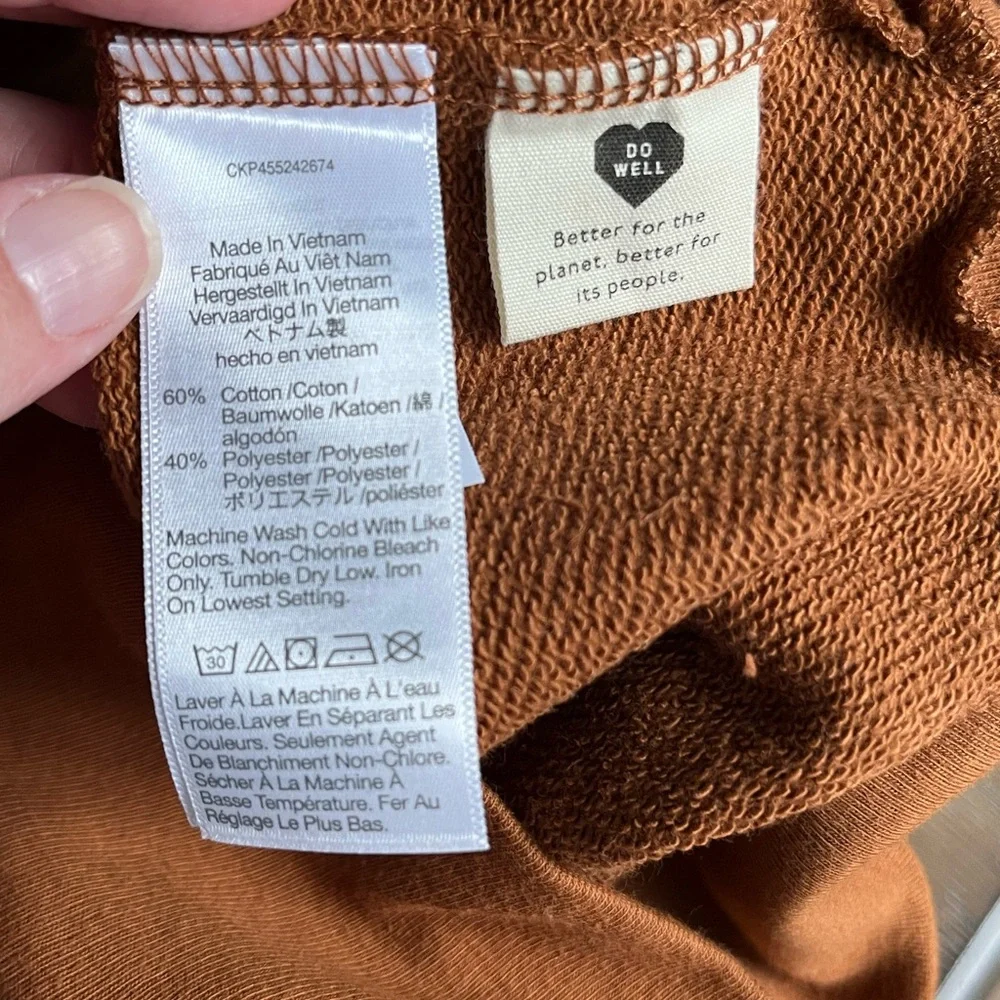 CKP455242674
Made In Vietnam
Fabriqué Au Viêt Nam
Hergestellt In Vietnam
Vervaardigd In Vietnam
ベトナム製
hecho en vietnam
60% Cotton /Coton /
Baumwolle /Katoen /綿 /
algodón
40% Polyester /Polyester /
Polyester /Polyester /
ポリエステル /poliéster
Machine Wash Cold With Like
Colors. Non-Chlorine Bleach
Only. Tumble Dry Low. Iron
On Lowest Setting.
30
Laver À La Machine À L'eau
Froide.Laver En Séparant Les
Couleurs. Seulement Agent
De Blanchiment Non-Chlore.
Sécher À La Machine À
Basse Température. Fer Au
Réglage Le Plus Bas.
DO
WELL
Better for the
planet, better for
its people.